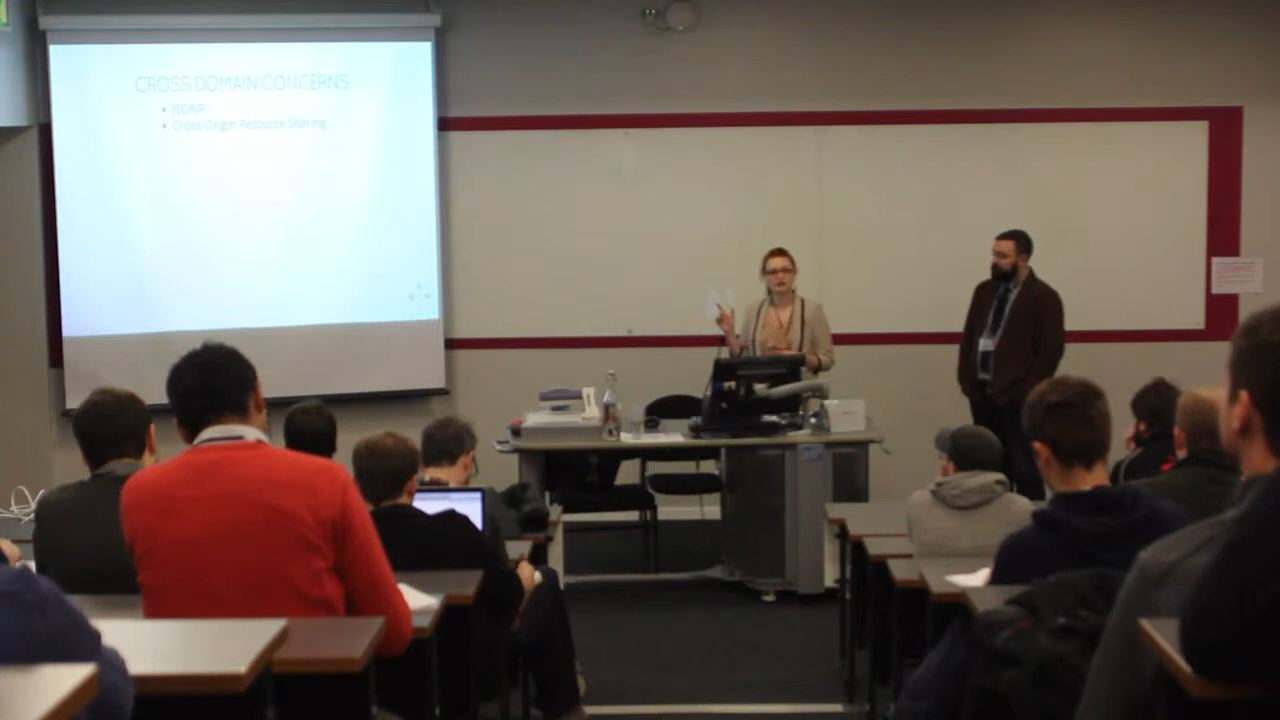 CROSS DOMAIN CONCERNS
• JSONP
• Cross Origin Resource Sharing